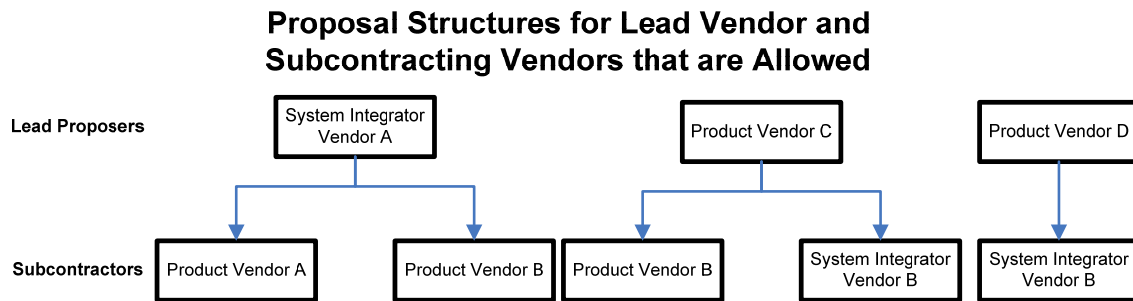 Proposal Structures for Lead Vendor and
Subcontracting Vendors that are Allowed
Lead Proposers
System Integrator
Vendor A
Product Vendor C
Product Vendor D
Subcontractors
Product Vendor A
Product Vendor B
Product Vendor B
System Integrator
Vendor B
System Integrator
Vendor B